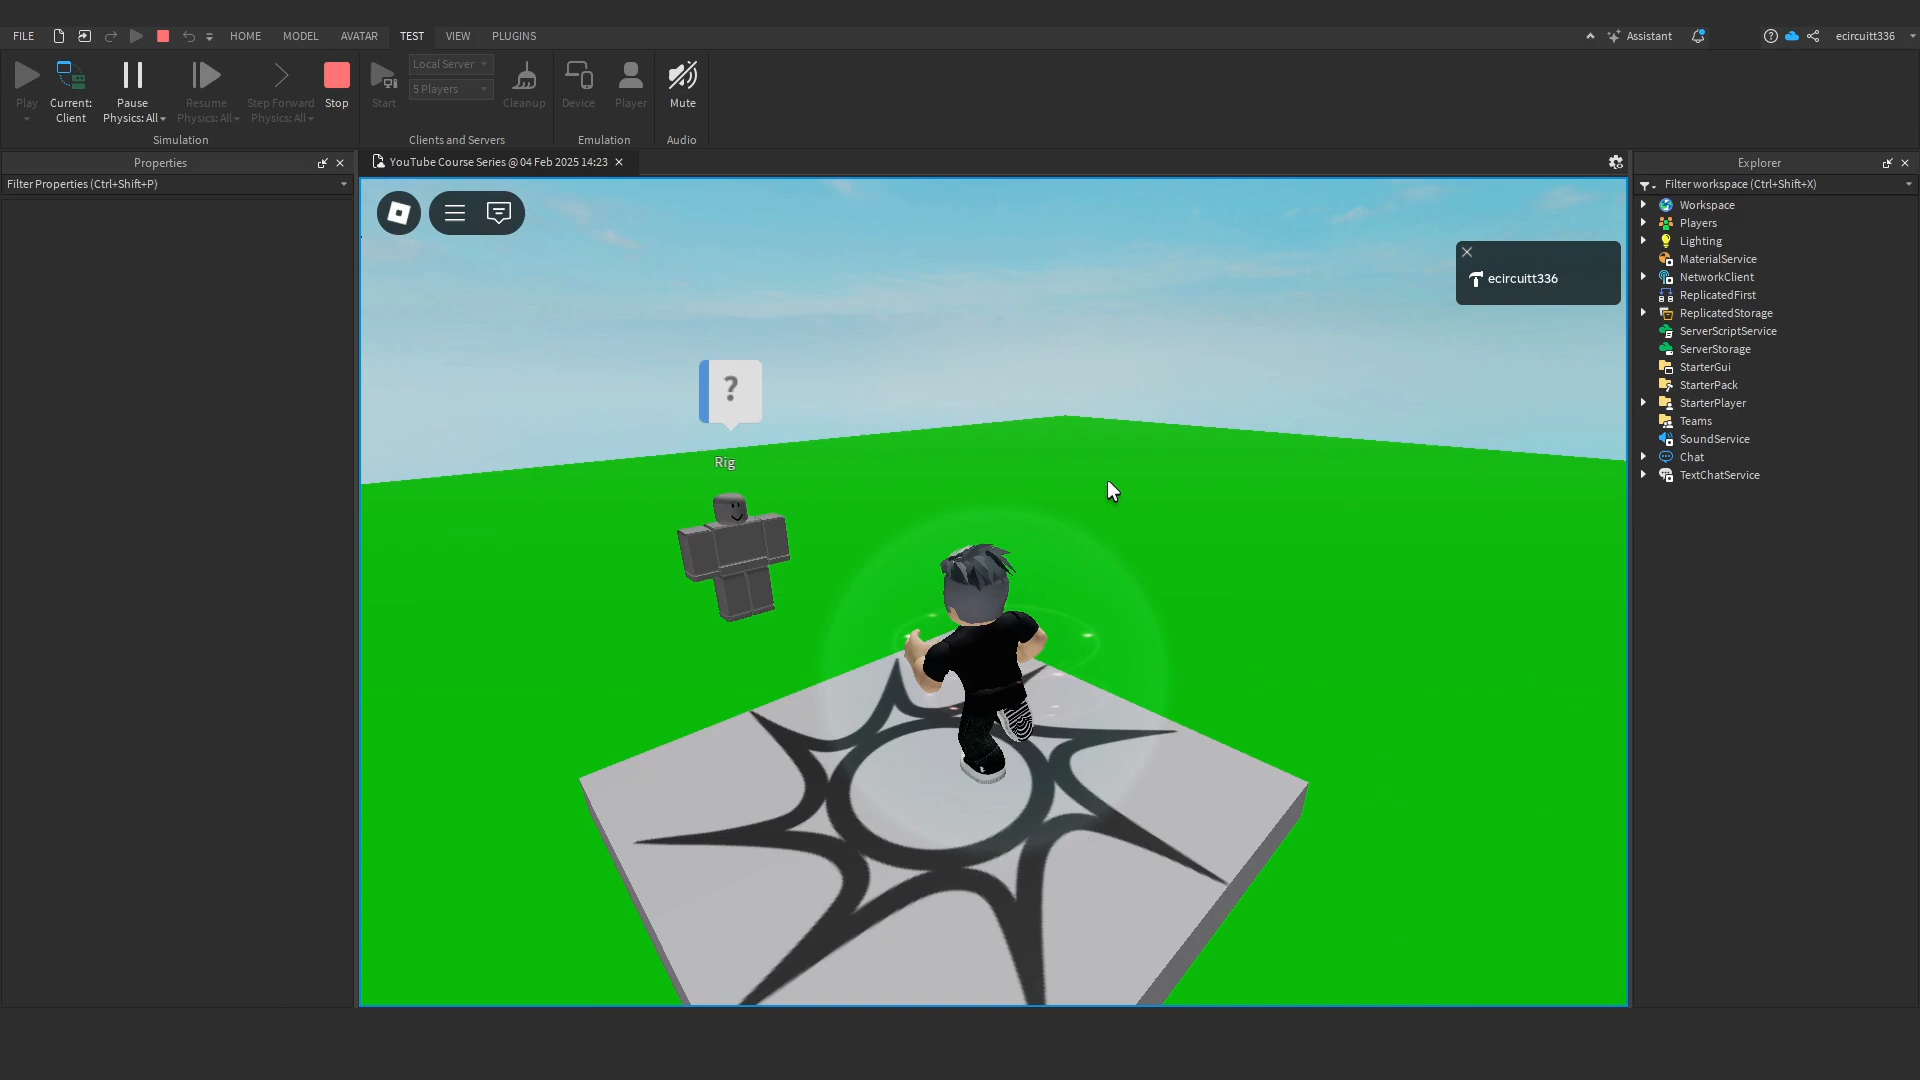 FILE HOME MODEL AVATAR TEST VIEW PLUGINS Assistant ecircuitt336
Play
Current:
Client
Pause
Physics: All
Resume
Physics: All
Step Forward
Physics: All
Stop
Start
Local Server
5 Players
Cleanup
Device
Player
Mute
Simulation
Clients and Servers
Emulation
Audio
Properties
YouTube Course Series @ 04 Feb 2025 14:23
Explorer
Filter Properties (Ctrl+Shift+P)
Filter workspace (Ctrl+Shift+X)
Workspace
Players
Lighting
MaterialService
NetworkClient
ReplicatedFirst
ReplicatedStorage
ServerScriptService
ServerStorage
StarterGui
StarterPack
StarterPlayer
Teams
SoundService
Chat
TextChatService
ecircuitt336
?
Rig